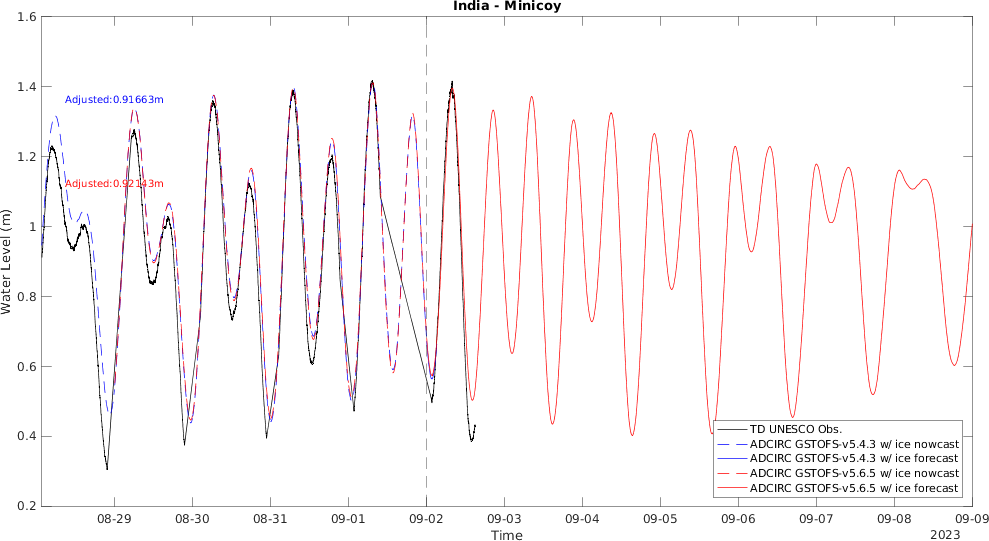 India - Minicoy
1.6
1.4
1.2
1
0.8
0.6
0.4
0.2
Water Level (m)
Adjusted:0.91663m
Adjusted:0.92143m
TD UNESCO Obs.
ADCIRC GSTOFS-v5.4.3 w/ ice nowcast
ADCIRC GSTOFS-v5.4.3 w/ ice forecast
ADCIRC GSTOFS-v5.6.5 w/ ice nowcast
ADCIRC GSTOFS-v5.6.5 w/ ice forecast
08-29 08-30 08-31 09-01 09-02 09-03 09-04 09-05 09-06 09-07 09-08 09-09
Time
2023